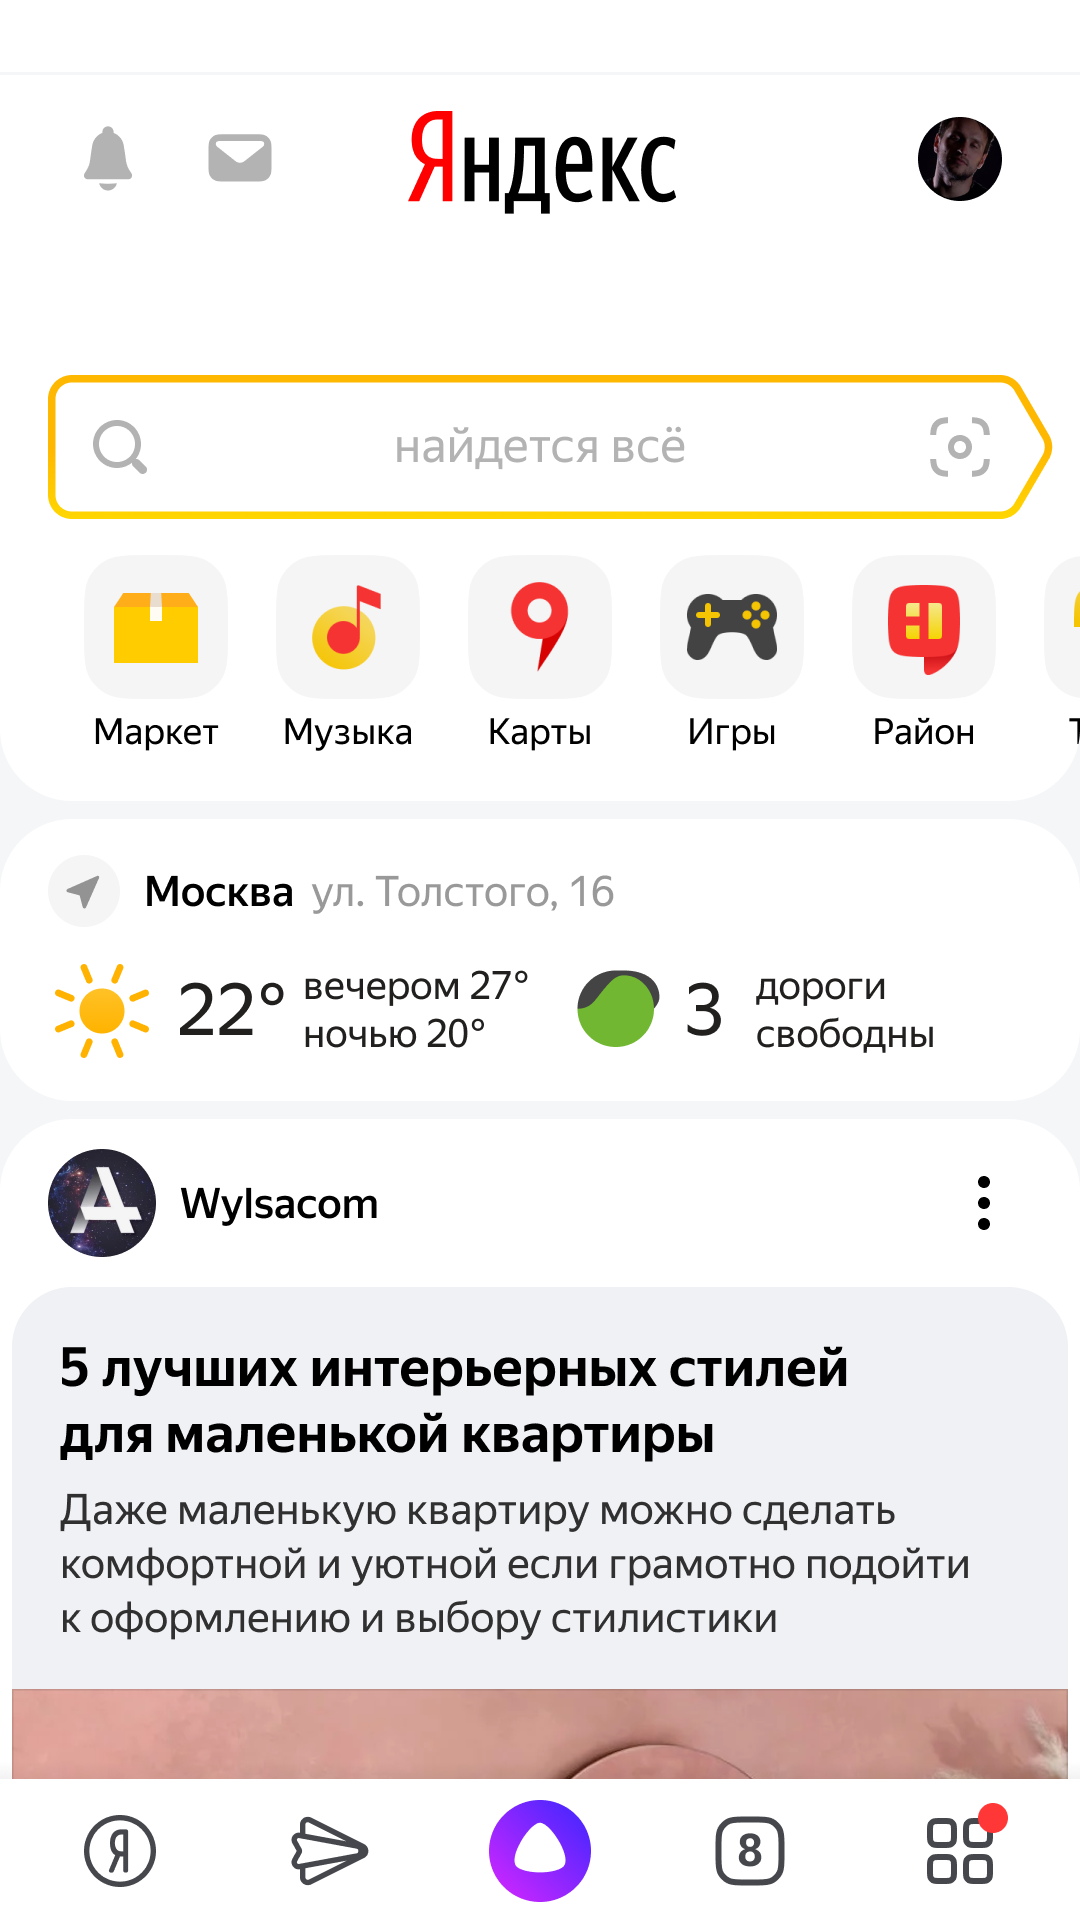 Яндекс
найдется всё
Маркет Музыка Карты Игры Район
Москва ул. Толстого, 16
22° вечером 27° 3 дороги
ночью 20° свободны
Wylsacom
5 лучших интерьерных стилей
для маленькой квартиры
Даже маленькую квартиру можно сделать
комфортной и уютной если грамотно подойти
к оформлению и выбору стилистики
Я 8